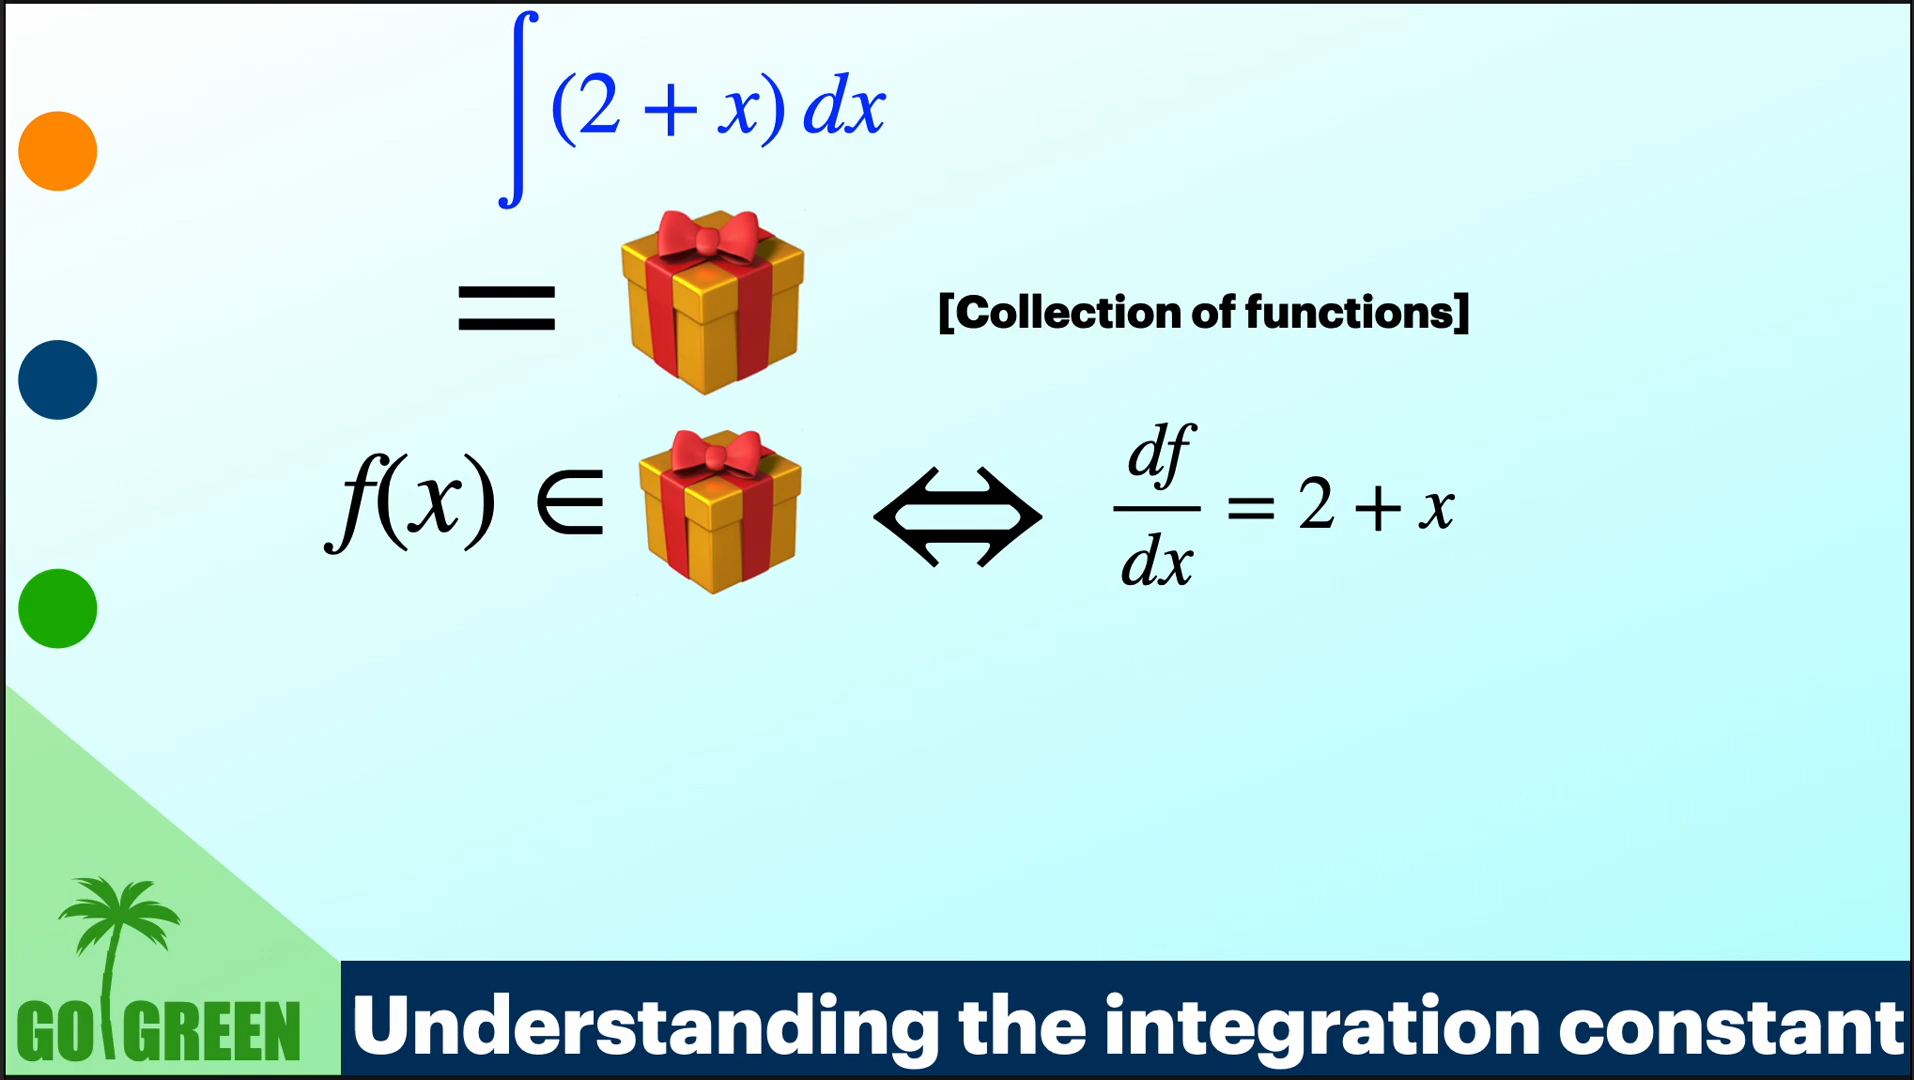 ∫(2 + x) dx
= [Collection of functions]
f(x) ∈ ⟺ df/dx = 2 + x
GO GREEN
Understanding the integration constant